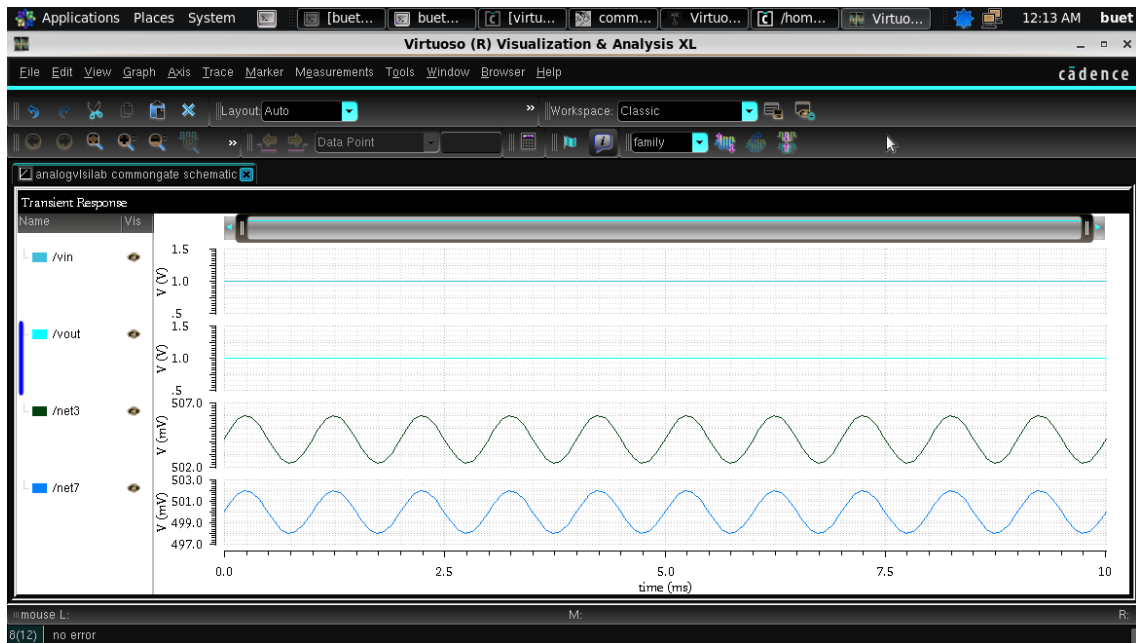 Applications Places System [buet... buet... [virtu... comm... Virtuo... /hom... Virtuo... 12:13 AM buet
Virtuoso (R) Visualization & Analysis XL
File Edit View Graph Axis Trace Marker Measurements Tools Window Browser Help cādence
Layout: Auto » Workspace: Classic
» Data Point family
analogvlsilab commongate schematic
Transient Response
Name Vis
/vin
1.5
V (V)
1.0
.5
/vout
1.5
V (V)
1.0
.5
/net3
507.0
V (mV)
502.0
/net7
503.0
V (mV)
501.0
499.0
497.0
0.0 2.5 5.0 7.5 10
time (ms)
mouse L: M: R:
8(12) no error